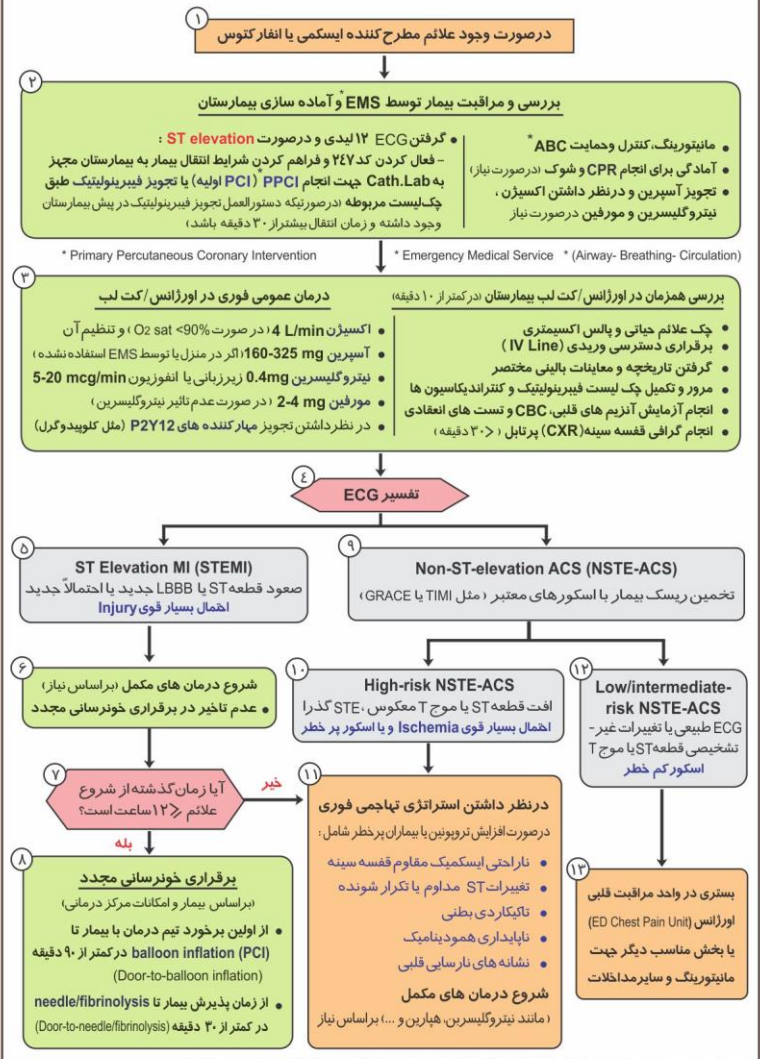 ۱
درصورت وجود علائم مطرح کننده ایسکمی یا انفارکتوس
۲
بررسی و مراقبت بیمار توسط EMS* و آماده سازی بیمارستان
• مانیتورینگ، کنترل وحمایت ABC*
• آمادگی برای انجام CPR و شوک (درصورت نیاز)
• تجویز آسپرین و درنظر داشتن اکسیژن ،
نیتروگلیسرین و مورفین درصورت نیاز
• گرفتن ECG ۱۲ لیدی و درصورت ST elevation :
- فعال کردن کد ۲٤۷ و فراهم کردن شرایط انتقال بیمار به بیمارستان مجهز
به Cath.Lab جهت انجام PPCI* (PCI اولیه) یا تجویز فیبرینولیتیک طبق
چک‌لیست مربوطه (درصورتیکه دستورالعمل تجویز فیبرینولیتیک در پیش بیمارستان
وجود داشته و زمان انتقال بیشتر از ۳۰ دقیقه باشد)
* Primary Percutaneous Coronary Intervention
* Emergency Medical Service
* (Airway- Breathing- Circulation)
۳
بررسی همزمان در اورژانس/کت لب بیمارستان (درکمتر از ۱۰ دقیقه)
• چک علائم حیاتی و پالس اکسیمتری
• برقراری دسترسی وریدی (IV Line)
• گرفتن تاریخچه و معاینات بالینی مختصر
• مرور و تکمیل چک لیست فیبرینولیتیک و کنترااندیکاسیون ها
• انجام آزمایش آنزیم های قلبی، CBC و تست های انعقادی
• انجام گرافی قفسه سینه (CXR) پرتابل (<۳۰ دقیقه)
درمان عمومی فوری در اورژانس/کت لب
• اکسیژن 4 L/min (درصورت O2 sat <90%) و تنظیم آن
• آسپرین 160-325 mg (اگر در منزل یا توسط EMS استفاده نشده)
• نیتروگلیسرین 0.4mg زیرزبانی یا انفوزیون 5-20 mcg/min
• مورفین 2-4 mg (در صورت عدم تاثیر نیتروگلیسرین)
• در نظر داشتن تجویز مهارکننده های P2Y12 (مثل کلوپیدوگرل)
٤
تفسیر ECG
۵
ST Elevation MI (STEMI)
صعود قطعه ST یا LBBB جدید یا احتمالاً جدید
احتمال بسیار قوی Injury
۹
Non-ST-elevation ACS (NSTE-ACS)
تخمین ریسک بیمار با اسکورهای معتبر (مثل TIMI یا GRACE)
۶
• شروع درمان های مکمل (براساس نیاز)
• عدم تاخیر در برقراری خونرسانی مجدد
۱۰
High-risk NSTE-ACS
افت قطعه ST یا موج T معکوس، STE گذرا
احتمال بسیار قوی Ischemia و یا اسکور پر خطر
۱۲
Low/intermediate-
risk NSTE-ACS
ECG طبیعی یا تغییرات غیر-
تشخیصی قطعه ST یا موج T
اسکور کم خطر
۷
آیا زمان گذشته از شروع
علائم ⩽۱۲ ساعت است؟
خیر
بله
۸
برقراری خونرسانی مجدد
(براساس بیمار و امکانات مرکز درمانی)
• از اولین برخورد تیم درمان با بیمار تا
balloon inflation (PCI) در کمتر از ۹۰ دقیقه
(Door-to-balloon inflation)
• از زمان پذیرش بیمار تا needle/fibrinolysis
در کمتر از ۳۰ دقیقه (Door-to-needle/fibrinolysis)
۱۱
درنظر داشتن استراتژی تهاجمی فوری
درصورت افزایش تروپونین یا بیماران پرخطر شامل:
• ناراحتی ایسکمیک مقاوم قفسه سینه
• تغییرات ST مداوم یا تکرار شونده
• تاکیکاردی بطنی
• ناپایداری همودینامیک
• نشانه های نارسایی قلبی
شروع درمان های مکمل
(مانند نیتروگلیسرین، هپارین و ...) براساس نیاز
۱۳
بستری در واحد مراقبت قلبی
اورژانس (ED Chest Pain Unit)
یا بخش مناسب دیگر جهت
مانیتورینگ و سایرمداخلات